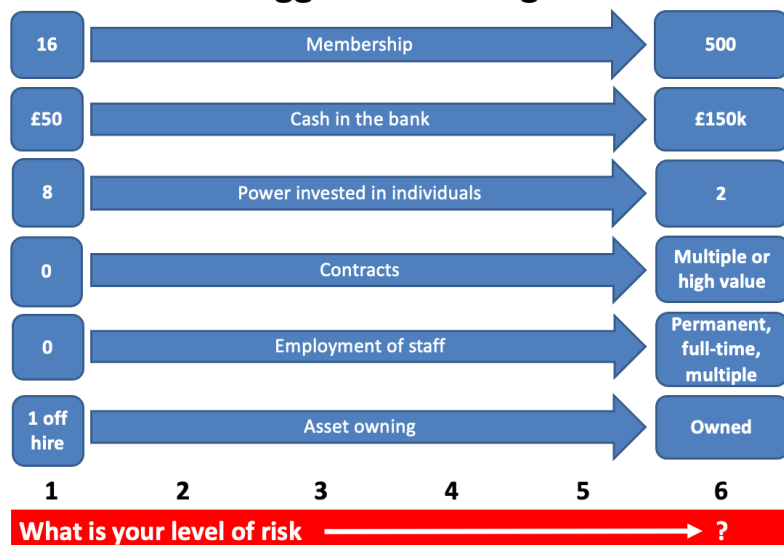 16
Membership
500
£50
Cash in the bank
£150k
8
Power invested in individuals
2
0
Contracts
Multiple or
high value
0
Employment of staff
Permanent,
full-time,
multiple
1 off
hire
Asset owning
Owned
1 2 3 4 5 6
What is your level of risk ?